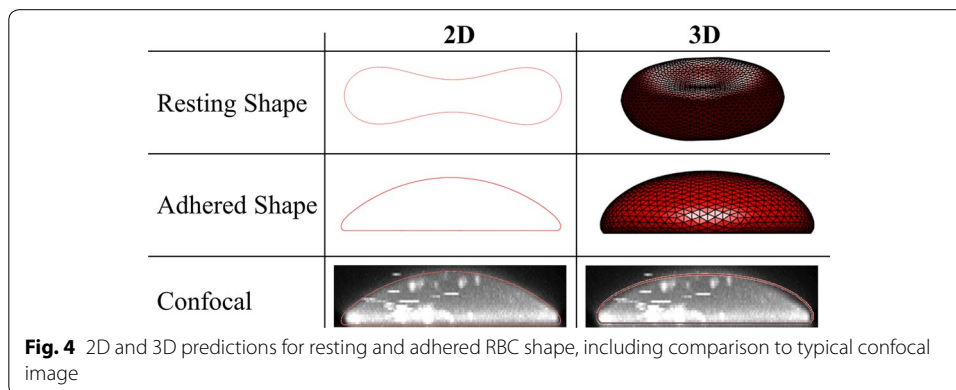 2D 3D
Resting Shape
Adhered Shape
Confocal
Fig. 4 2D and 3D predictions for resting and adhered RBC shape, including comparison to typical confocal
image